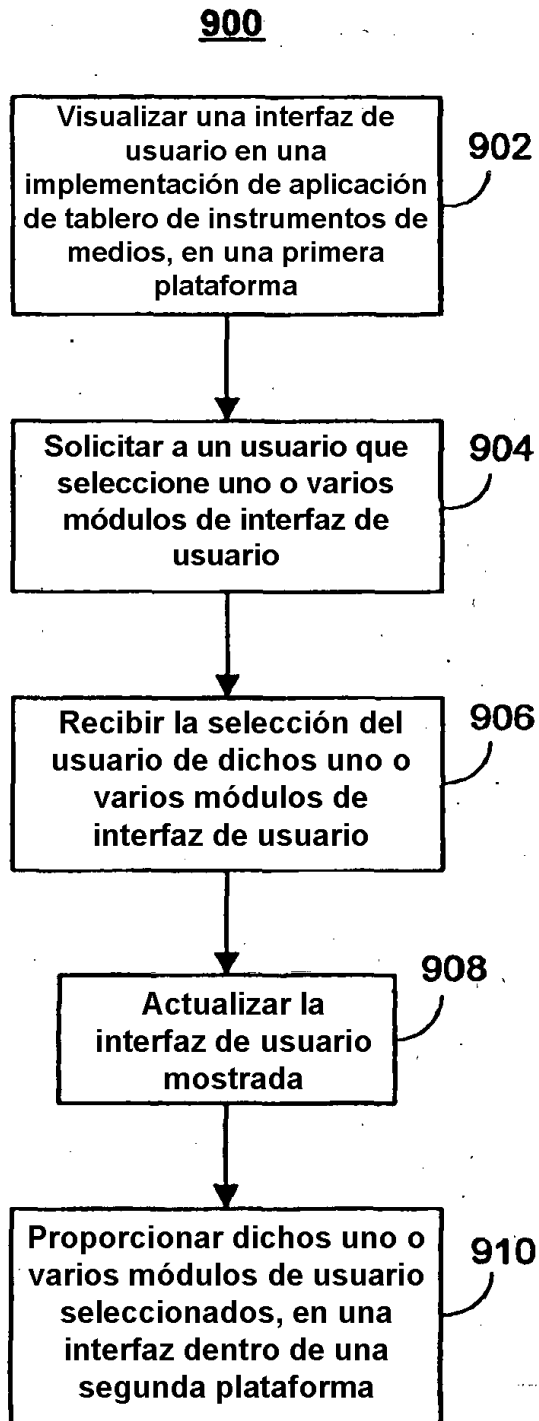 900
Visualizar una interfaz de
usuario en una
implementación de aplicación
de tablero de instrumentos de
medios, en una primera
plataforma
902
Solicitar a un usuario que
seleccione uno o varios
módulos de interfaz de
usuario
904
Recibir la selección del
usuario de dichos uno o
varios módulos de
interfaz de usuario
906
Actualizar la
interfaz de usuario
mostrada
908
Proporcionar dichos uno o
varios módulos de usuario
seleccionados, en una
interfaz dentro de una
segunda plataforma
910